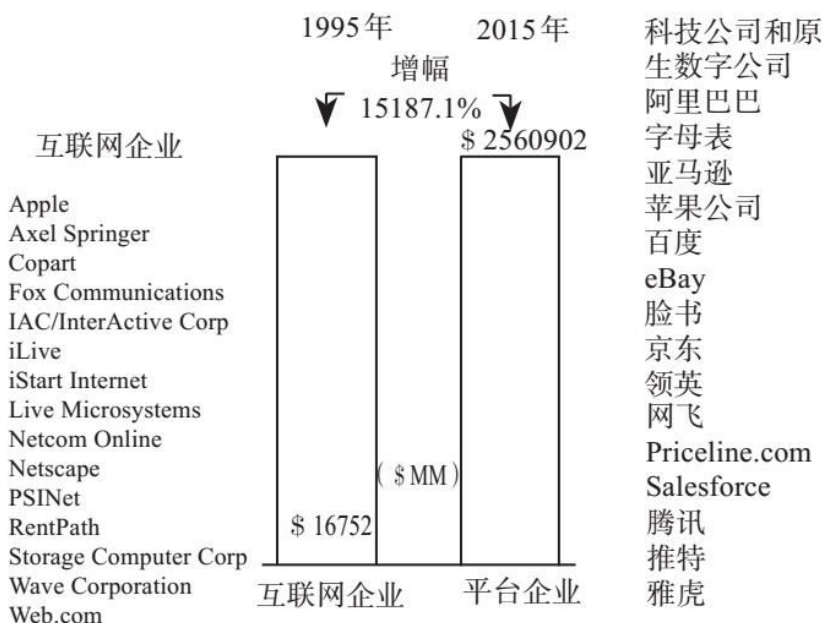 1995年
2015年
增幅
15187.1%
$ 2560902
互联网企业
Apple
Axel Springer
Copart
Fox Communications
IAC/InterActive Corp
iLive
iStart Internet
Live Microsystems
Netcom Online
Netscape
PSINet
RentPath
Storage Computer Corp
Wave Corporation
Web.com
($MM)
$ 16752
互联网企业
平台企业
科技公司和原
生数字公司
阿里巴巴
字母表
亚马逊
苹果公司
百度
eBay
脸书
京东
领英
网飞
Priceline.com
Salesforce
腾讯
推特
雅虎